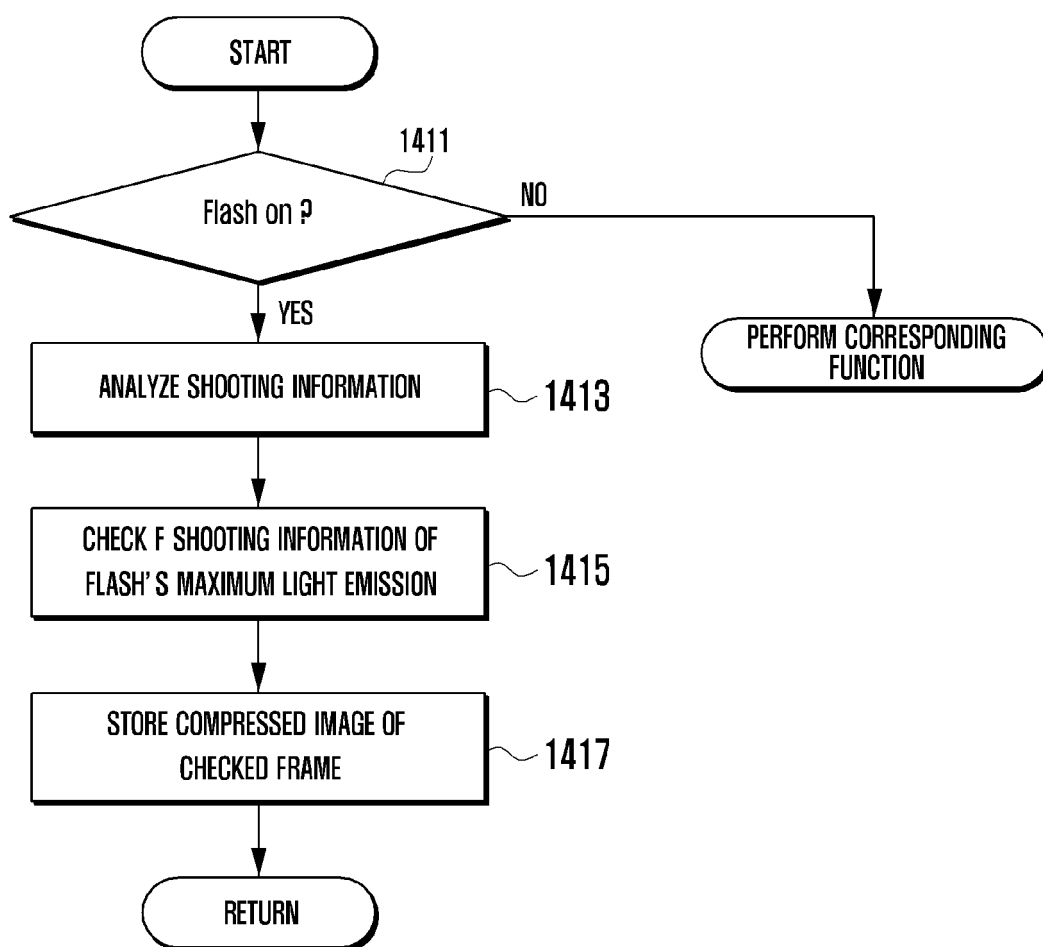 START
1411
Flash on ?
NO
YES
PERFORM CORRESPONDING
FUNCTION
ANALYZE SHOOTING INFORMATION
1413
CHECK F SHOOTING INFORMATION OF
FLASH'S MAXIMUM LIGHT EMISSION
1415
STORE COMPRESSED IMAGE OF
CHECKED FRAME
1417
RETURN